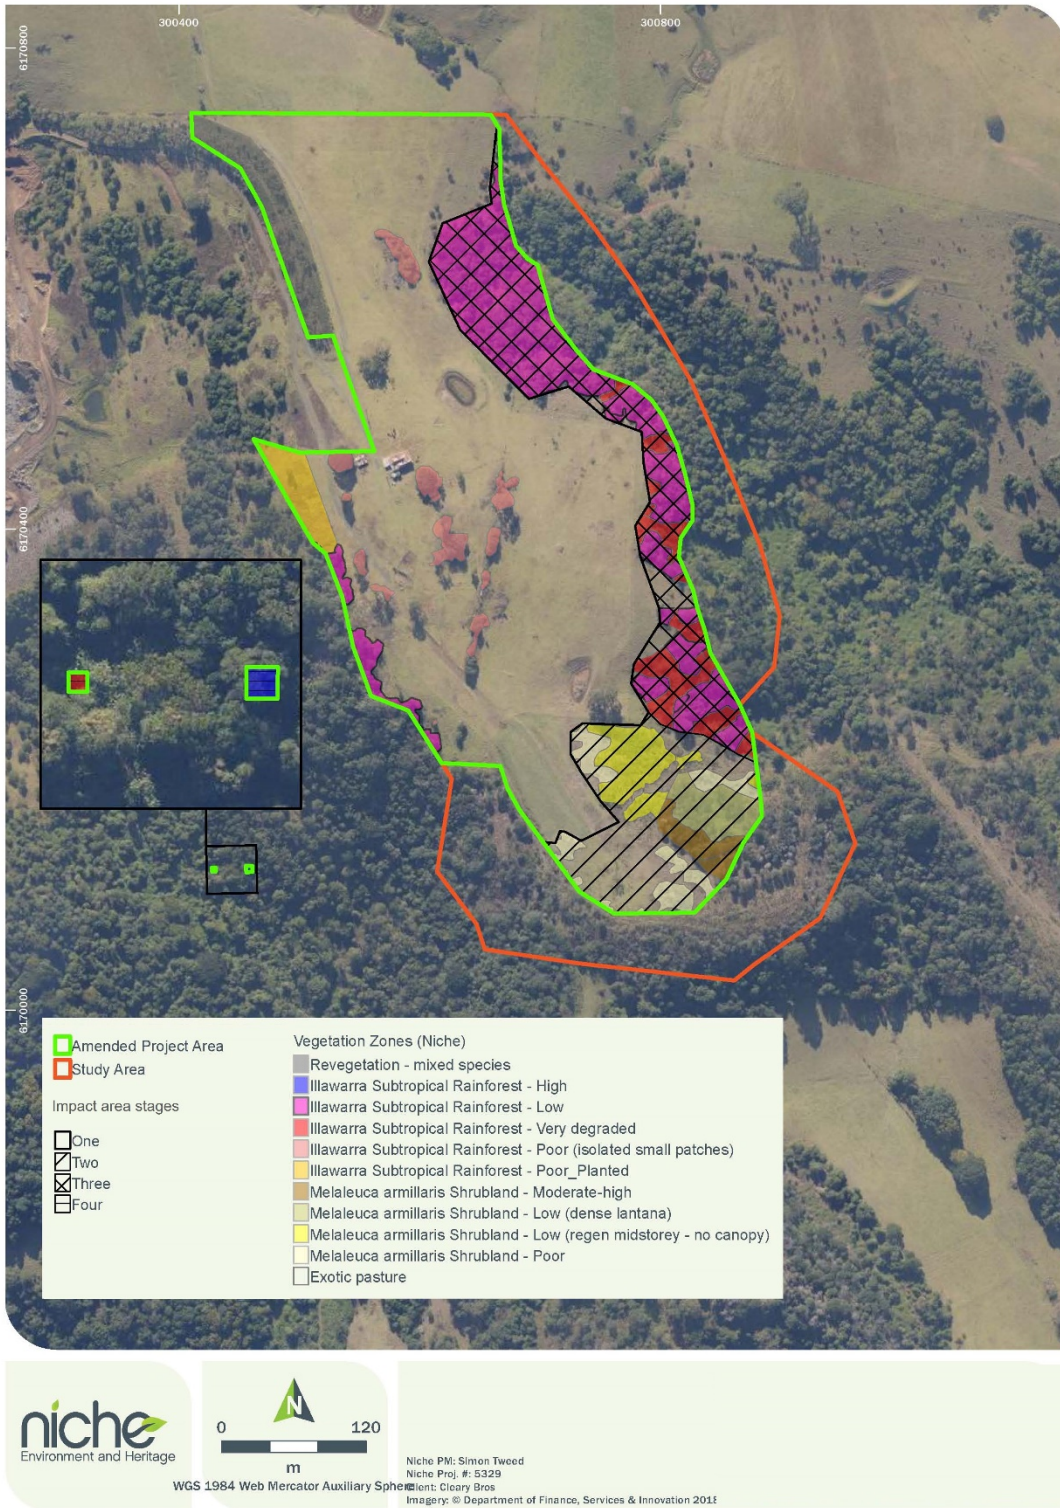 300400
300800
6170800
6170400
6170000
Amended Project Area
Study Area
Impact area stages
One
Two
Three
Four
Vegetation Zones (Niche)
Revegetation - mixed species
Illawarra Subtropical Rainforest - High
Illawarra Subtropical Rainforest - Low
Illawarra Subtropical Rainforest - Very degraded
Illawarra Subtropical Rainforest - Poor (isolated small patches)
Illawarra Subtropical Rainforest - Poor_Planted
Melaleuca armillaris Shrubland - Moderate-high
Melaleuca armillaris Shrubland - Low (dense lantana)
Melaleuca armillaris Shrubland - Low (regen midstorey - no canopy)
Melaleuca armillaris Shrubland - Poor
Exotic pasture
niche
Environment and Heritage
N
0 120
m
WGS 1984 Web Mercator Auxiliary Sphere
Niche PM: Simon Tweed
Niche Proj. #: 5329
Client: Cleary Bros
Imagery: © Department of Finance, Services & Innovation 2018